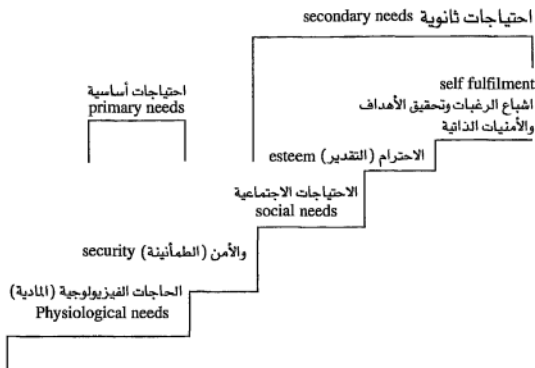 احتياجات ثانوية secondary needs
self fulfilment
اشباع الرغبات وتحقيق الأهداف
والأمنيات الذاتية
احتياجات أساسية
primary needs
الاحترام (التقدير) esteem
الاحتياجات الاجتماعية
social needs
والأمن (الطمأنينة) security
الحاجات الفيزيولوجية (المادية)
Physiological needs